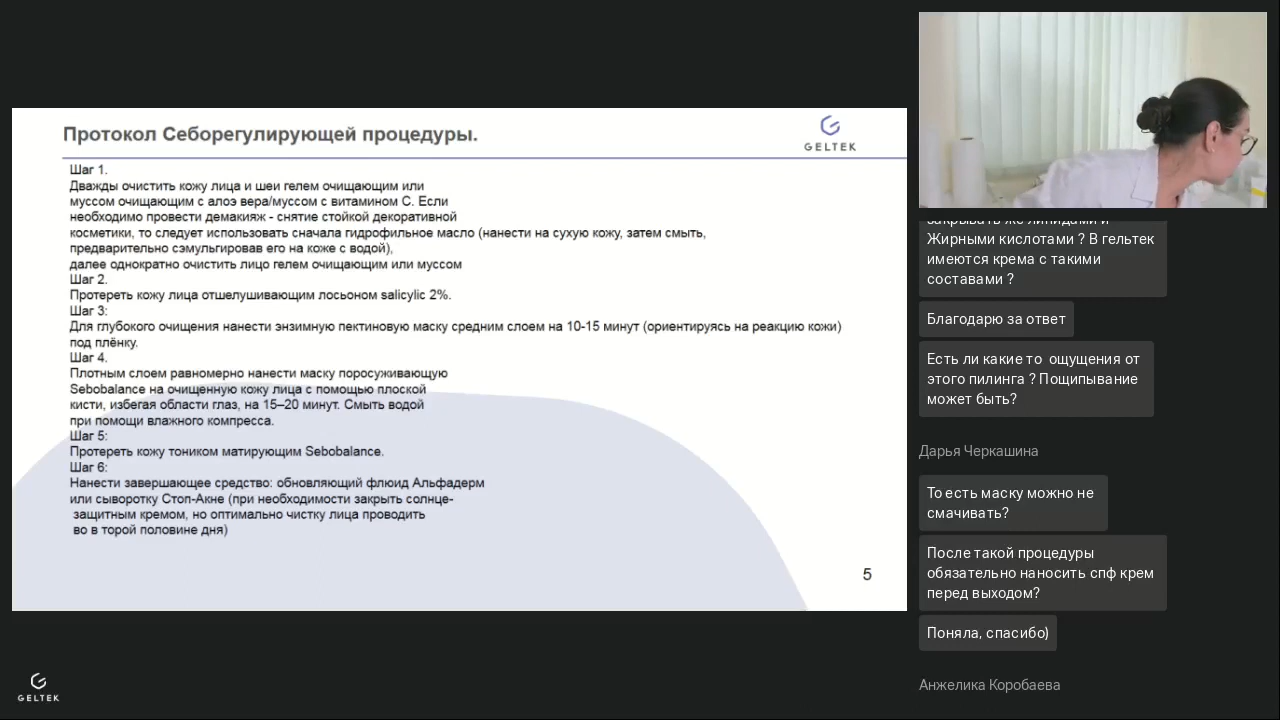 Протокол Себорегулирующей процедуры.
GELTEK
Шаг 1.
Дважды очистить кожу лица и шеи гелем очищающим или
муссом очищающим с алоэ вера/муссом с витамином С. Если
необходимо провести демакияж - снятие стойкой декоративной
косметики, то следует использовать сначала гидрофильное масло (нанести на сухую кожу, затем смыть,
предварительно сэмульгировав его на коже с водой),
далее однократно очистить лицо гелем очищающим или муссом
Шаг 2.
Протереть кожу лица отшелушивающим лосьоном salicylic 2%.
Шаг 3:
Для глубокого очищения нанести энзимную пектиновую маску средним слоем на 10-15 минут (ориентируясь на реакцию кожи)
под плёнку.
Шаг 4.
Плотным слоем равномерно нанести маску поросуживающую
Sebobalance на очищенную кожу лица с помощью плоской
кисти, избегая области глаз, на 15–20 минут. Смыть водой
при помощи влажного компресса.
Шаг 5:
Протереть кожу тоником матирующим Sebobalance.
Шаг 6:
Нанести завершающее средство: обновляющий флюид Альфадерм
или сыворотку Стоп-Акне (при необходимости закрыть солнце-
защитным кремом, но оптимально чистку лица проводить
во в торой половине дня)
5
GELTEK
закрывать же липидами и
Жирными кислотами ? В гельтек
имеются крема с такими
составами ?
Благодарю за ответ
Есть ли какие то ощущения от
этого пилинга ? Пощипывание
может быть?
Дарья Черкашина
То есть маску можно не
смачивать?
После такой процедуры
обязательно наносить спф крем
перед выходом?
Поняла, спасибо)
Анжелика Коробаева